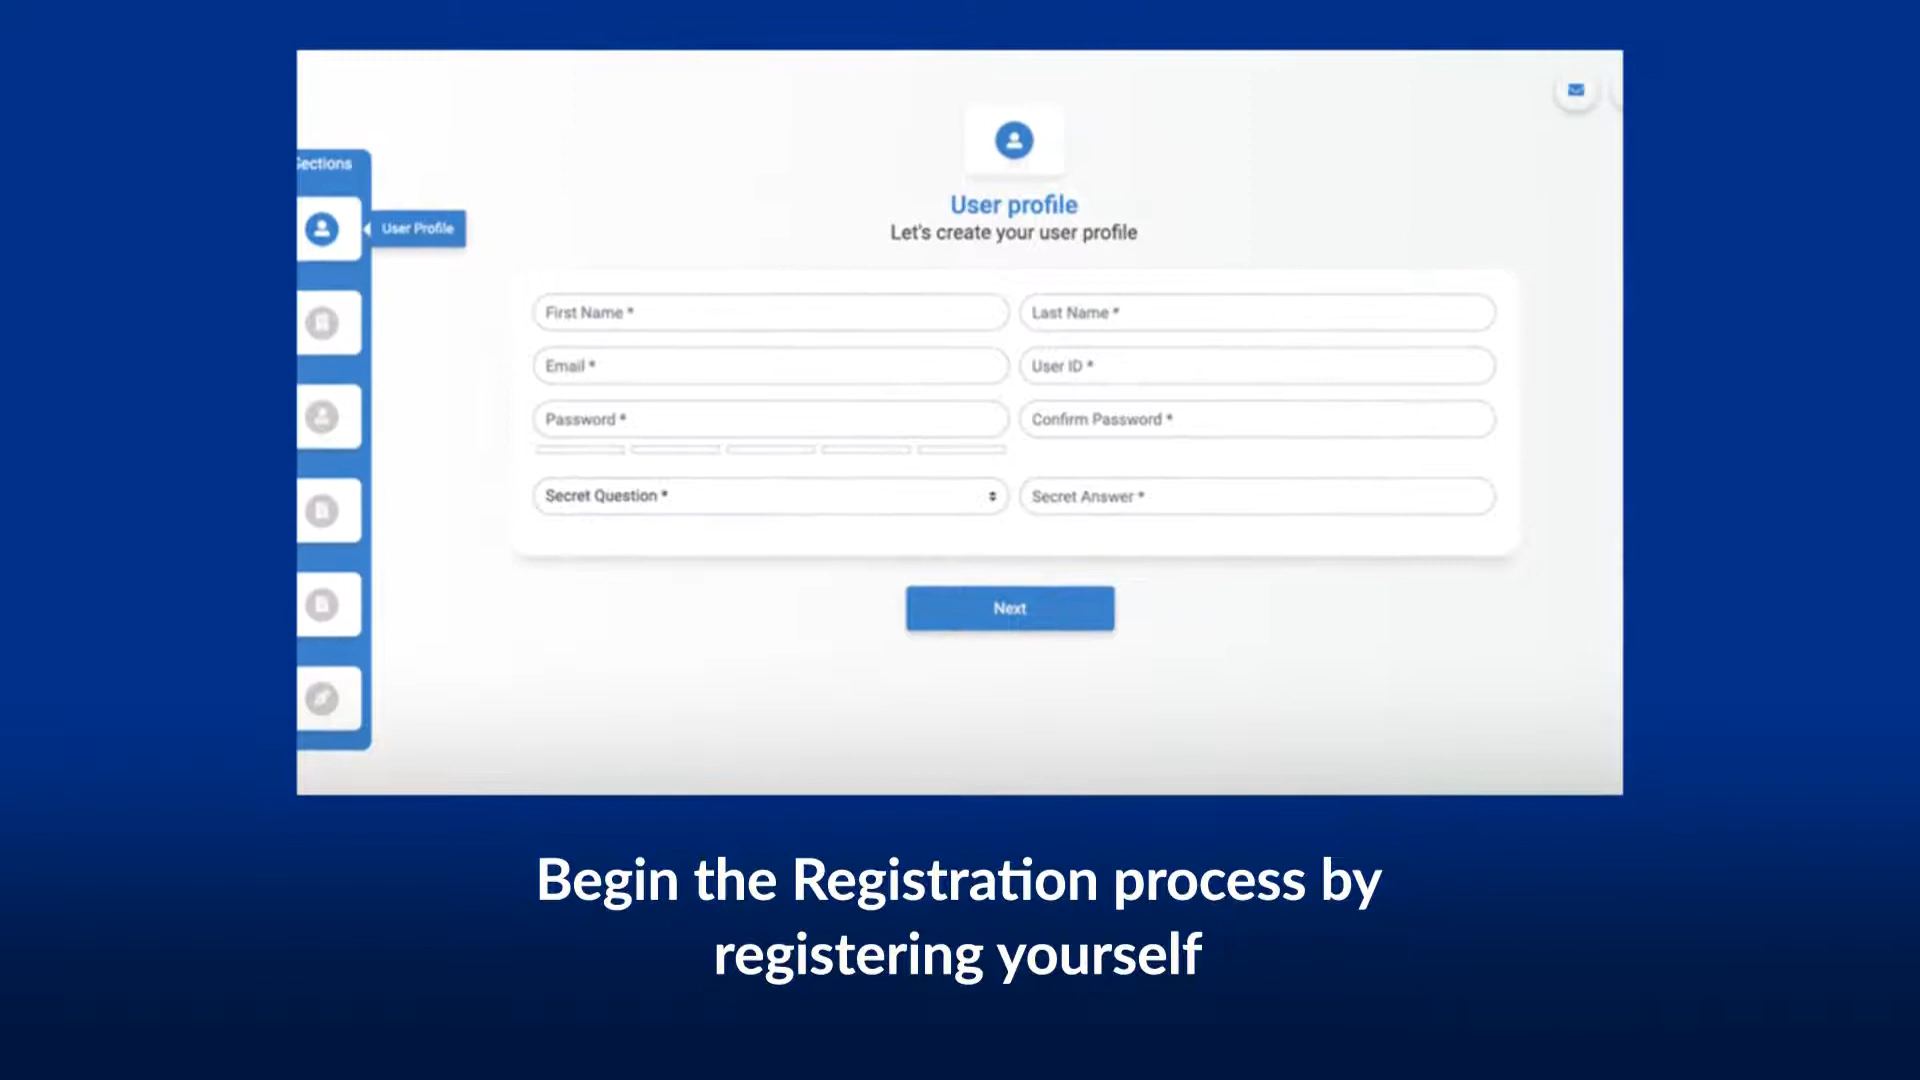 Sections
User Profile
User profile
Let's create your user profile
First Name *
Last Name *
Email *
User ID *
Password *
Confirm Password *
Secret Question *
Secret Answer *
Next
Begin the Registration process by
registering yourself